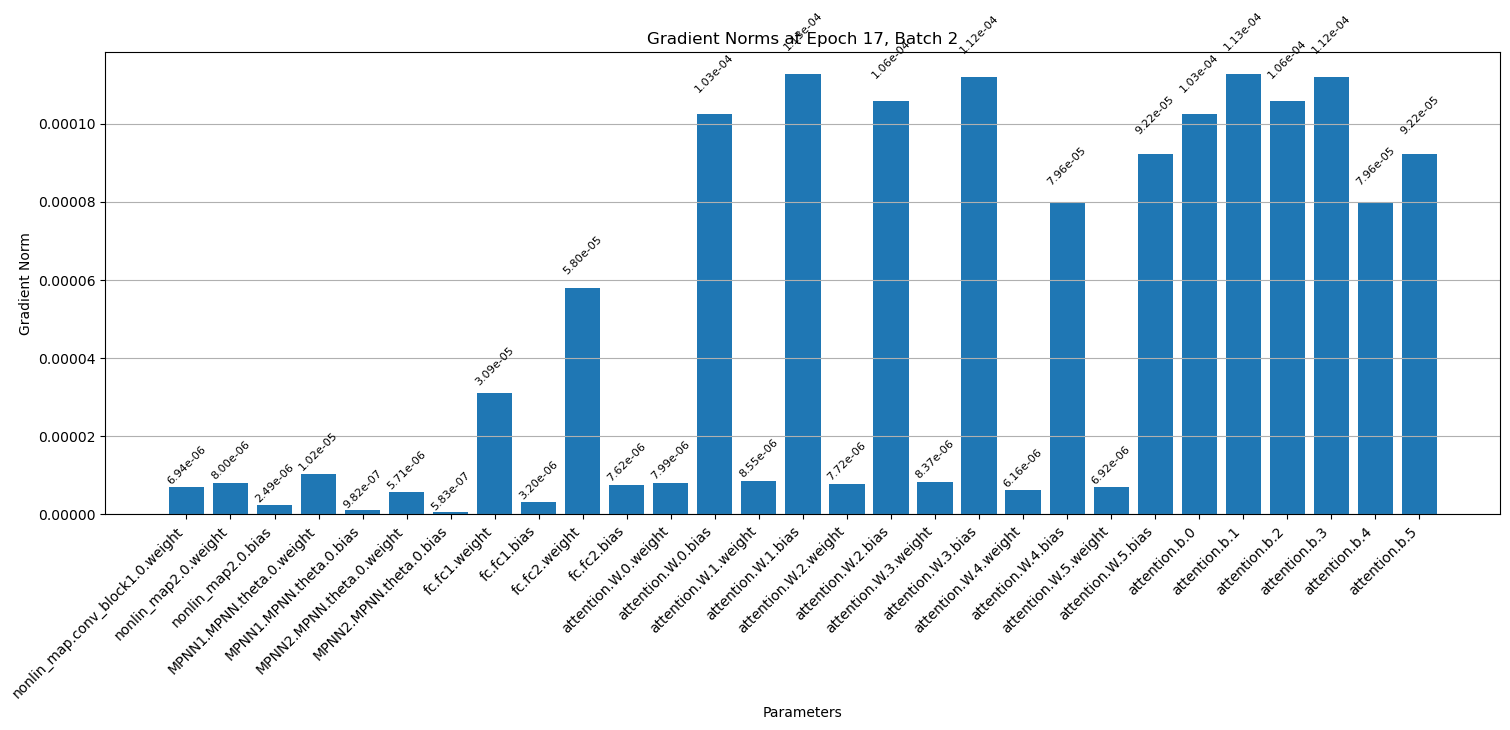 Gradient Norms at Epoch 17, Batch 2
Gradient Norm
0.00010
0.00008
0.00006
0.00004
0.00002
0.00000
6.94e-06
8.00e-06
2.49e-06
1.02e-05
9.82e-07
5.71e-06
5.83e-07
3.09e-05
3.20e-06
5.80e-05
7.62e-06
7.99e-06
1.03e-04
8.55e-06
1.13e-04
7.72e-06
1.06e-04
8.37e-06
1.12e-04
6.16e-06
7.96e-05
6.92e-06
9.22e-05
1.03e-04
1.13e-04
1.06e-04
1.12e-04
7.96e-05
9.22e-05
nonlin_map.conv_block1.0.weight
nonlin_map2.0.weight
nonlin_map2.0.bias
MPNN1.MPNN.theta.0.weight
MPNN1.MPNN.theta.0.bias
MPNN2.MPNN.theta.0.weight
MPNN2.MPNN.theta.0.bias
fc.fc1.weight
fc.fc1.bias
fc.fc2.weight
fc.fc2.bias
attention.W.0.weight
attention.W.0.bias
attention.W.1.weight
attention.W.1.bias
attention.W.2.weight
attention.W.2.bias
attention.W.3.weight
attention.W.3.bias
attention.W.4.weight
attention.W.4.bias
attention.W.5.weight
attention.W.5.bias
attention.b.0
attention.b.1
attention.b.2
attention.b.3
attention.b.4
attention.b.5
Parameters